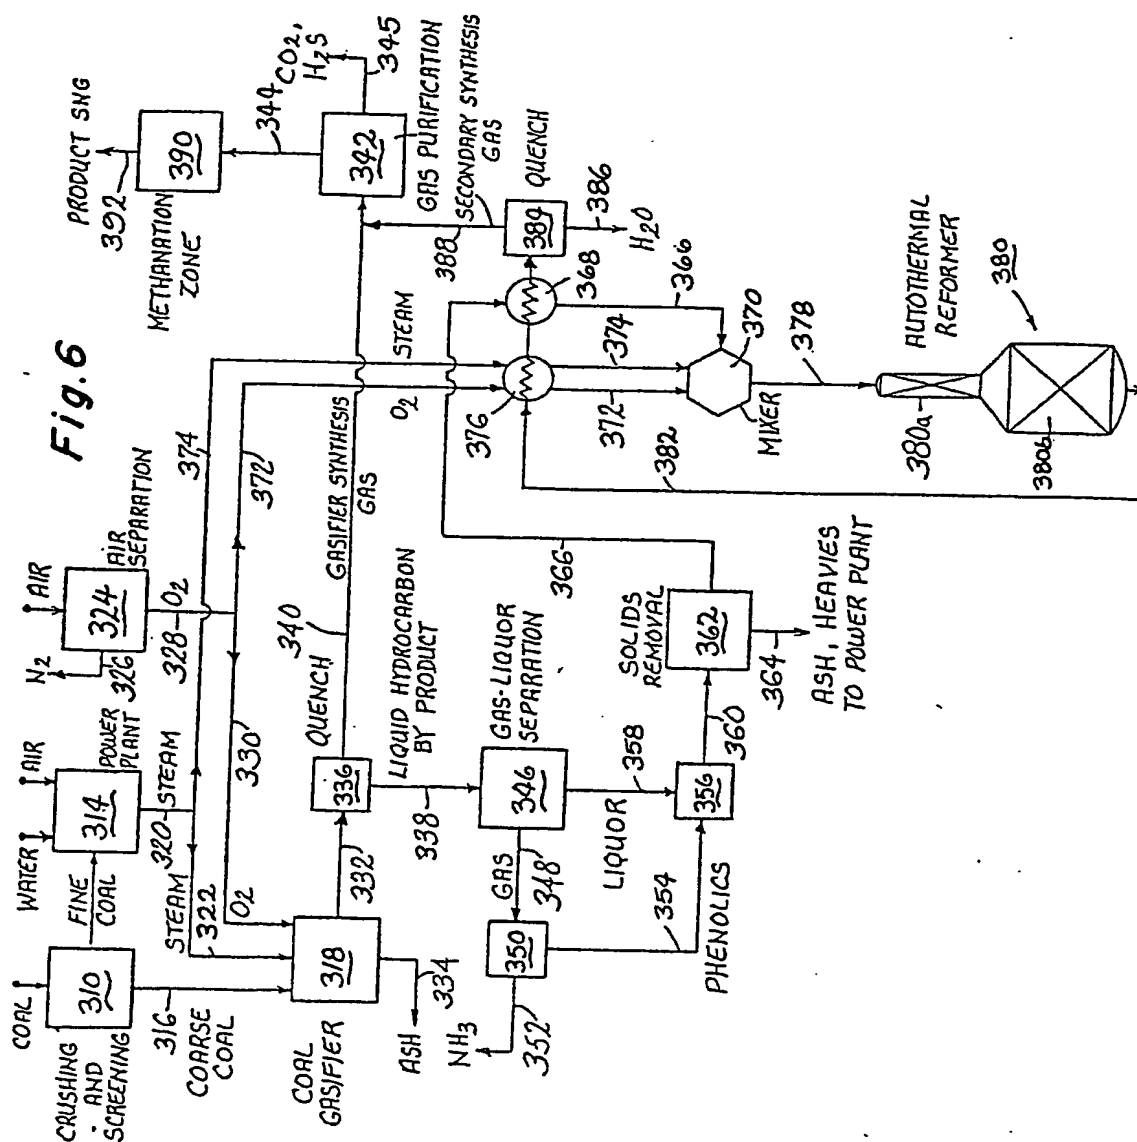 Fig. 6
COAL
CRUSHING
AND
SCREENING
310
FINE
COAL
WATER
AIR
314
POWER
PLANT
N2
AIR
324
AIR
SEPARATION
326
328
O2
320
STEAM
374
372
330
316
COARSE
COAL
STEAM
322
O2
COAL
GASIFIER
318
334
ASH
332
336
QUENCH
340
GASIFIER SYNTHESIS
GAS
338
LIQUID HYDROCARBON
BY PRODUCT
346
GAS-LIQUOR
SEPARATION
GAS
348
350
352
NH3
354
PHENOLICS
LIQUOR
358
356
360
SOLIDS
REMOVAL
362
364
ASH, HEAVIES
TO POWER PLANT
366
O2
STEAM
376
368
372
374
366
370
MIXER
378
382
380a
380b
380
AUTOTHERMAL
REFORMER
384
QUENCH
386
H2O
388
SECONDARY SYNTHESIS
GAS
342
GAS PURIFICATION
345
CO2,
H2S
344
390
METHANATION
ZONE
392
PRODUCT SNG